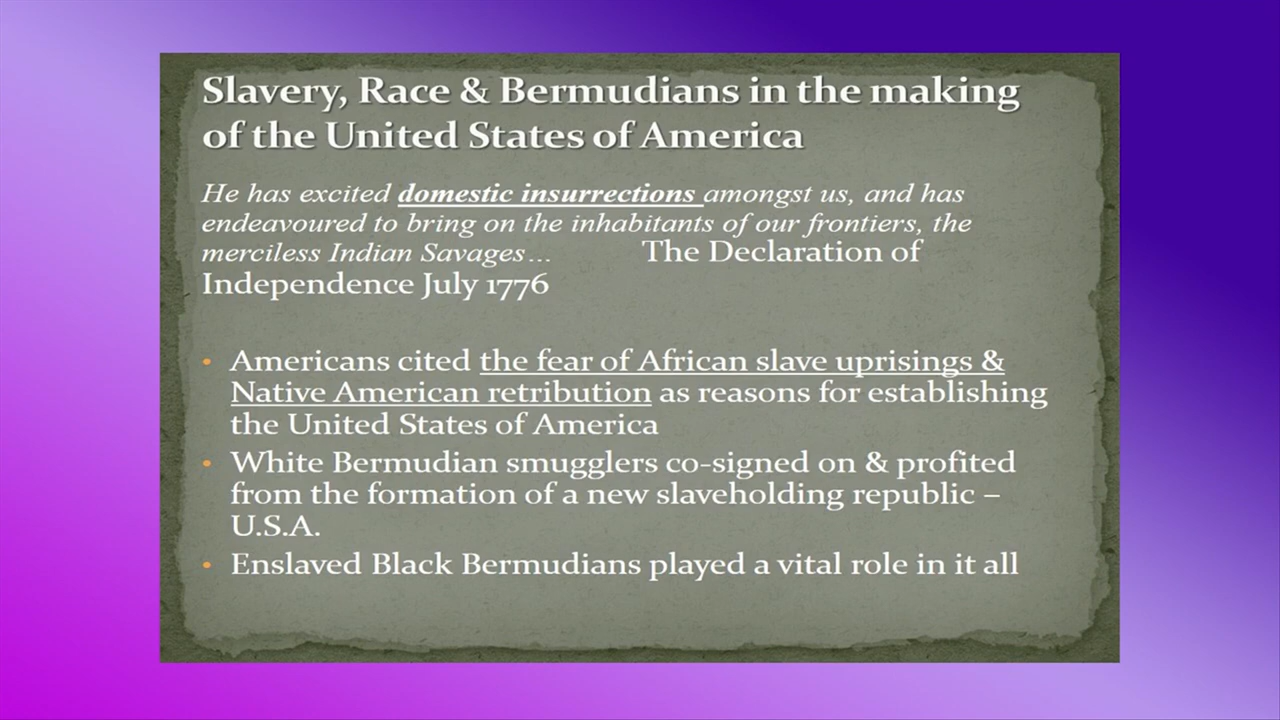 Slavery, Race & Bermudians in the making
of the United States of America
He has excited domestic insurrections amongst us, and has
endeavoured to bring on the inhabitants of our frontiers, the
merciless Indian Savages... The Declaration of
Independence July 1776
• Americans cited the fear of African slave uprisings &
Native American retribution as reasons for establishing
the United States of America
• White Bermudian smugglers co-signed on & profited
from the formation of a new slaveholding republic –
U.S.A.
• Enslaved Black Bermudians played a vital role in it all